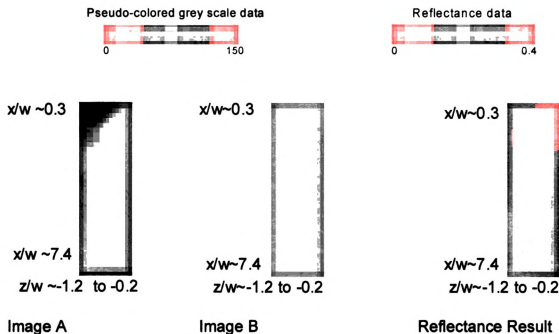 Pseudo-colored grey scale data
Reflectance data
0 150
0 0.4
x/w ~0.3
x/w~0.3
x/w~0.3
x/w ~7.4
x/w~7.4
x/w~7.4
z/w ~-1.2 to -0.2
z/w~-1.2 to -0.2
z/w~-1.2 to -0.2
Image A
Image B
Reflectance Result